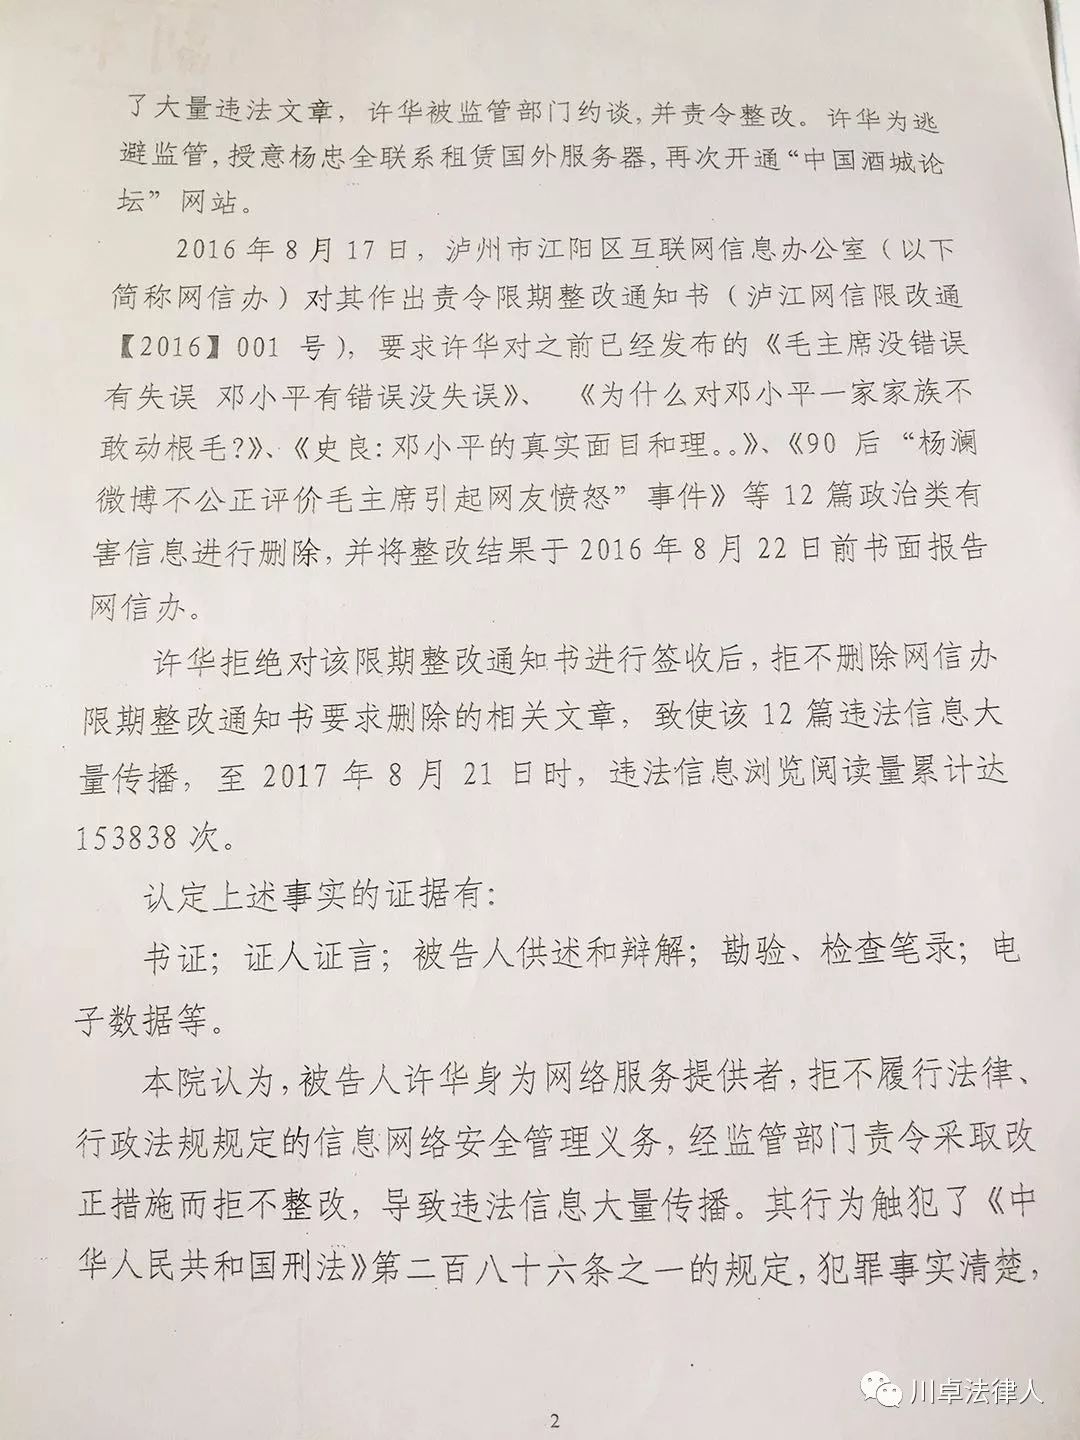 了大量违法文章，许华被监管部门约谈，并责令整改。许华为逃
避监管，授意杨忠全联系租赁国外服务器，再次开通“中国酒城论
坛” 网站。
2016 年 8 月 17 日，泸州市江阳区互联网信息办公室（以下
简称网信办）对其作出责令限期整改通知书（泸江网信限改通
【2016】001 号），要求许华对之前已经发布的《毛主席没错误
有失误 邓小平有错误没失误》、 《为什么对邓小平一家家族不
敢动根毛？》、《史良：邓小平的真实面目和理。。》、《90 后 “杨澜
微博不公正评价毛主席引起网友愤怒” 事件》等 12 篇政治类有
害信息进行删除，并将整改结果于 2016 年 8 月 22 日前书面报告
网信办。
许华拒绝对该限期整改通知书进行签收后，拒不删除网信办
限期整改通知书要求删除的相关文章，致使该 12 篇违法信息大
量传播，至 2017 年 8 月 21 日时，违法信息浏览阅读量累计达
153838 次。
认定上述事实的证据有：
书证；证人证言；被告人供述和辩解；勘验、检查笔录；电
子数据等。
本院认为，被告人许华身为网络服务提供者，拒不履行法律、
行政法规规定的信息网络安全管理义务，经监管部门责令采取改
正措施而拒不整改，导致违法信息大量传播。其行为触犯了《中
华人民共和国刑法》第二百八十六条之一的规定，犯罪事实清楚，
川卓法律人
2